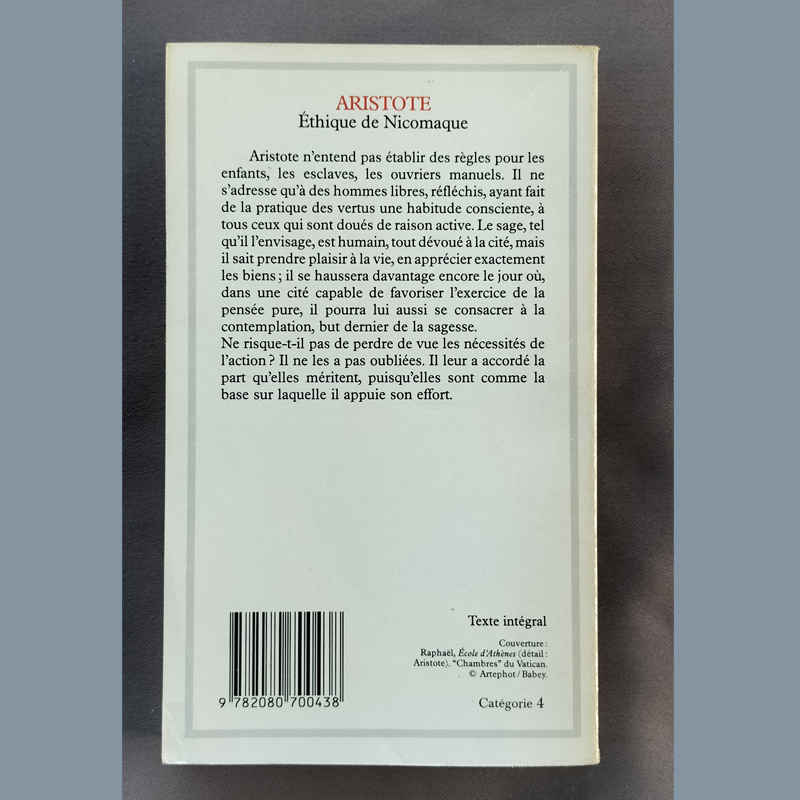 ARISTOTE
Éthique de Nicomaque
Aristote n'entend pas établir des règles pour les
enfants, les esclaves, les ouvriers manuels. Il ne
s'adresse qu'à des hommes libres, réfléchis, ayant fait
de la pratique des vertus une habitude consciente, à
tous ceux qui sont doués de raison active. Le sage, tel
qu'il l'envisage, est humain, tout dévoué à la cité, mais
il sait prendre plaisir à la vie, en apprécier exactement
les biens ; il se haussera davantage encore le jour où,
dans une cité capable de favoriser l'exercice de la
pensée pure, il pourra lui aussi se consacrer à la
contemplation, but dernier de la sagesse.
Ne risque-t-il pas de perdre de vue les nécessités de
l'action ? Il ne les a pas oubliées. Il leur a accordé la
part qu'elles méritent, puisqu'elles sont comme la
base sur laquelle il appuie son effort.
Texte intégral
Couverture :
Raphaël, École d'Athènes (détail :
Aristote). "Chambres" du Vatican.
© Artephot / Babey.
9 782080 700438
Catégorie 4